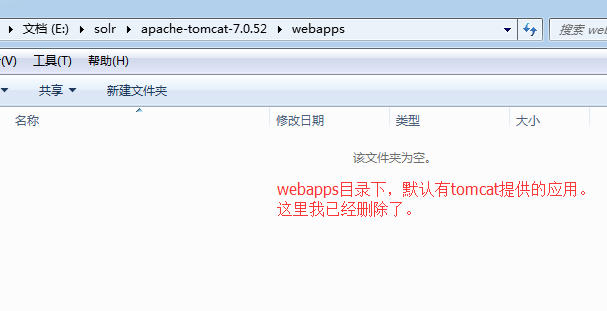 文档 (E:) ▸ solr ▸ apache-tomcat-7.0.52 ▸ webapps
搜索 we
(V) 工具(T) 帮助(H)
共享 新建文件夹
名称 修改日期 类型 大小
该文件夹为空。
webapps目录下，默认有tomcat提供的应用。
这里我已经删除了。